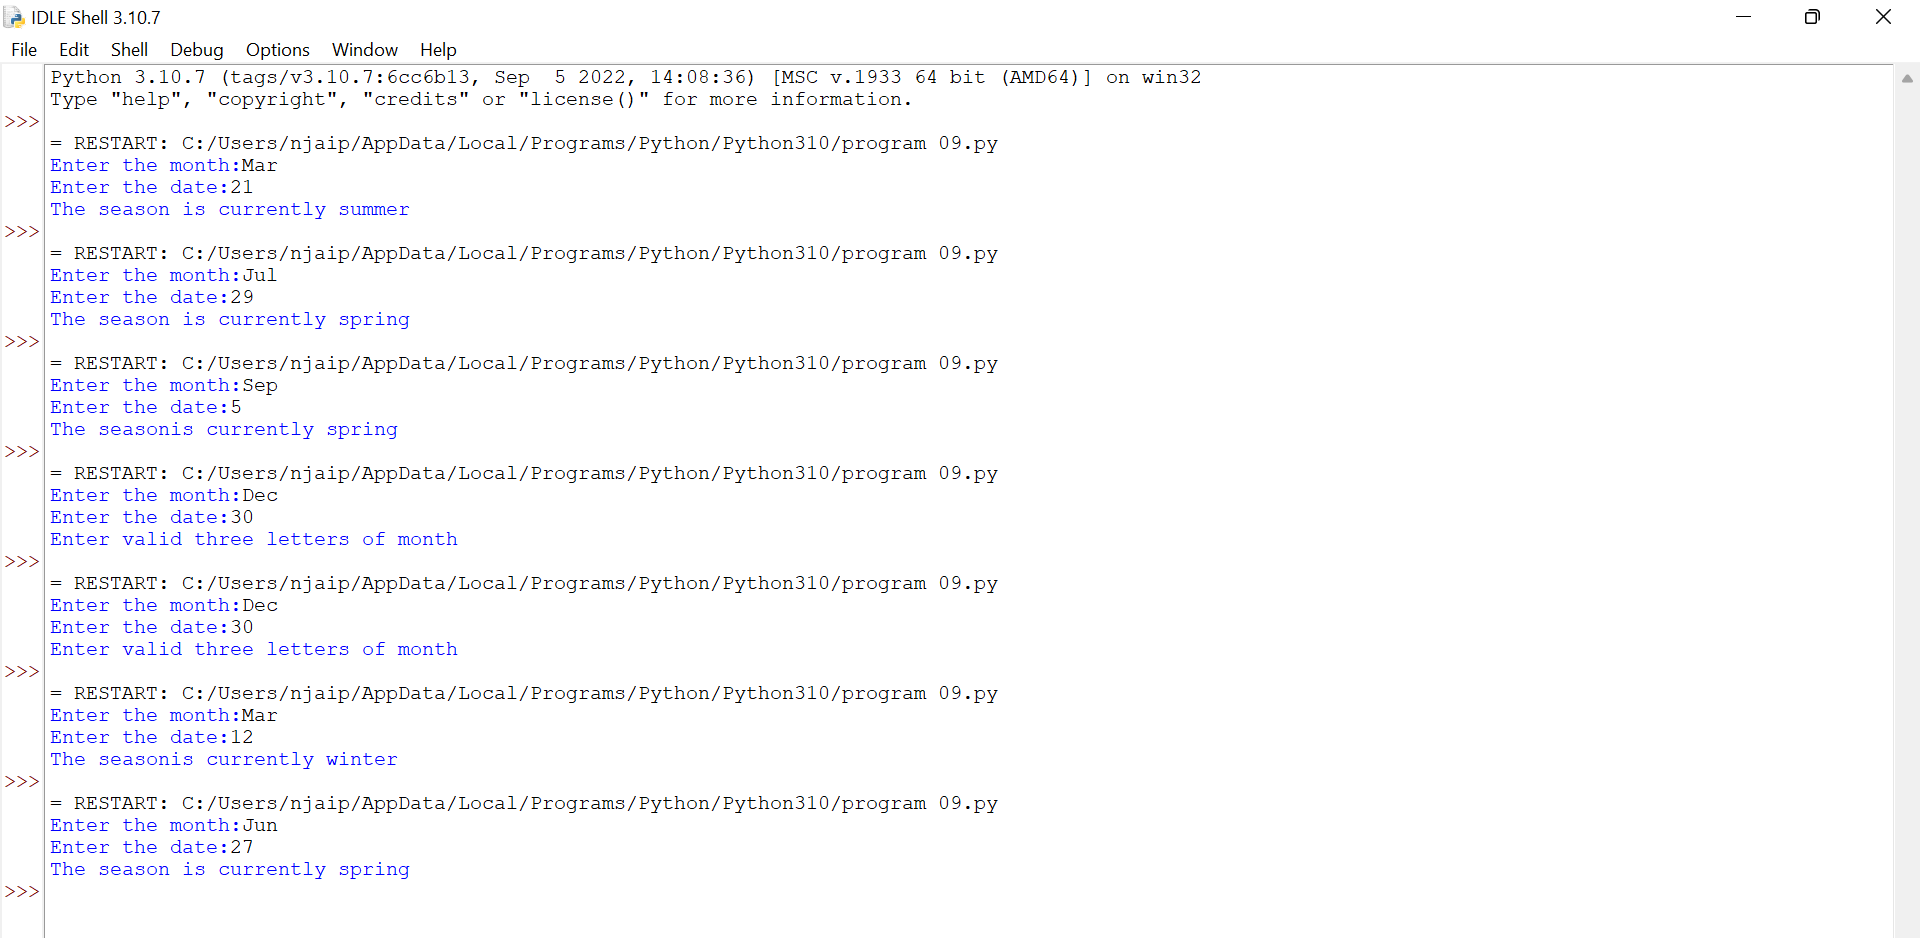 IDLE Shell 3.10.7
File Edit Shell Debug Options Window Help
Python 3.10.7 (tags/v3.10.7:6cc6b13, Sep  5 2022, 14:08:36) [MSC v.1933 64 bit (AMD64)] on win32
Type "help", "copyright", "credits" or "license()" for more information.
>>>
= RESTART: C:/Users/njaip/AppData/Local/Programs/Python/Python310/program 09.py
Enter the month:Mar
Enter the date:21
The season is currently summer
>>>
= RESTART: C:/Users/njaip/AppData/Local/Programs/Python/Python310/program 09.py
Enter the month:Jul
Enter the date:29
The season is currently spring
>>>
= RESTART: C:/Users/njaip/AppData/Local/Programs/Python/Python310/program 09.py
Enter the month:Sep
Enter the date:5
The seasonis currently spring
>>>
= RESTART: C:/Users/njaip/AppData/Local/Programs/Python/Python310/program 09.py
Enter the month:Dec
Enter the date:30
Enter valid three letters of month
>>>
= RESTART: C:/Users/njaip/AppData/Local/Programs/Python/Python310/program 09.py
Enter the month:Dec
Enter the date:30
Enter valid three letters of month
>>>
= RESTART: C:/Users/njaip/AppData/Local/Programs/Python/Python310/program 09.py
Enter the month:Mar
Enter the date:12
The seasonis currently winter
>>>
= RESTART: C:/Users/njaip/AppData/Local/Programs/Python/Python310/program 09.py
Enter the month:Jun
Enter the date:27
The season is currently spring
>>>